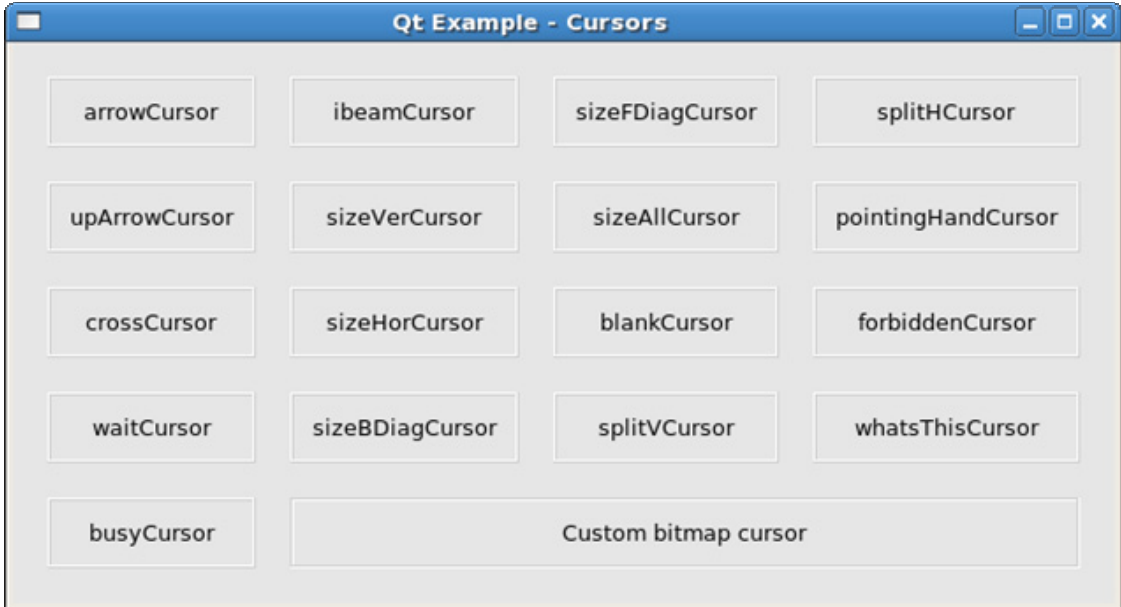 Qt Example - Cursors
arrowCursor ibeamCursor sizeFDiagCursor splitHCursor
upArrowCursor sizeVerCursor sizeAllCursor pointingHandCursor
crossCursor sizeHorCursor blankCursor forbiddenCursor
waitCursor sizeBDiagCursor splitVCursor whatsThisCursor
busyCursor Custom bitmap cursor